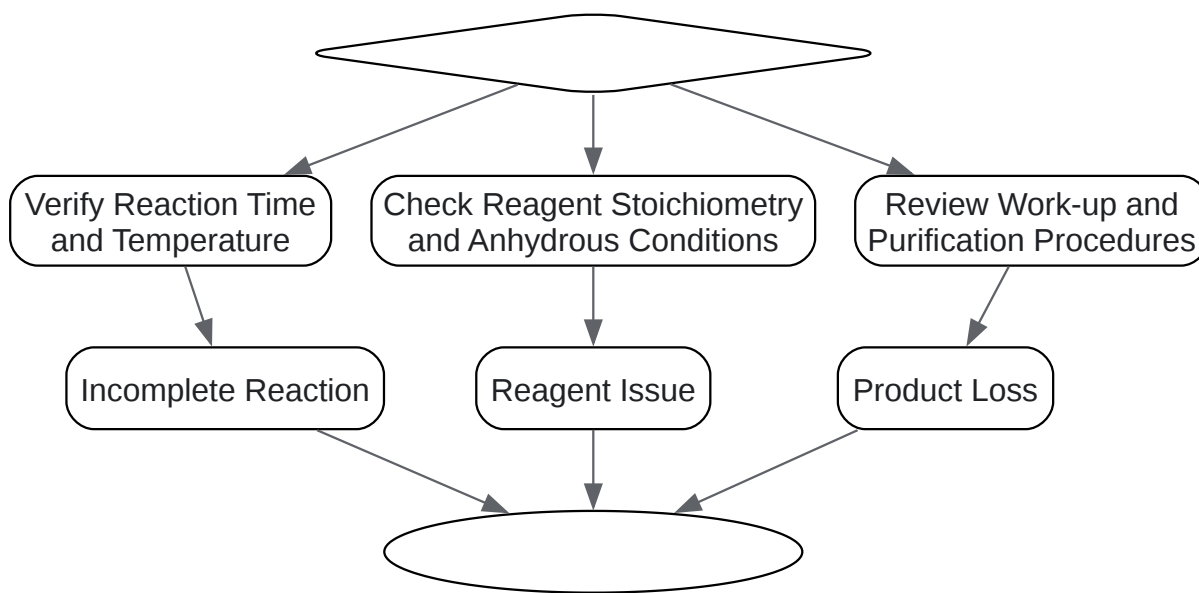 Verify Reaction Time
and Temperature
Check Reagent Stoichiometry
and Anhydrous Conditions
Review Work-up and
Purification Procedures
Incomplete Reaction
Reagent Issue
Product Loss